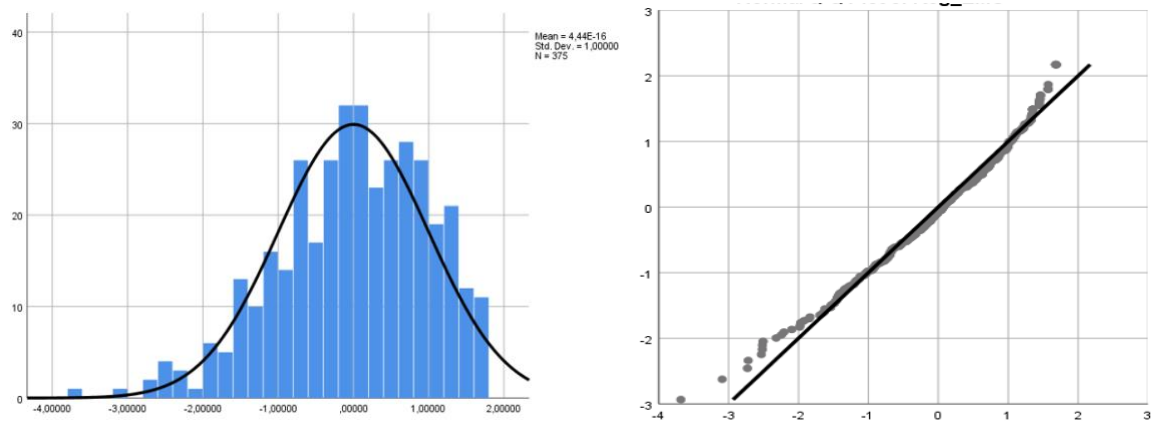 40
30
20
10
0
-4,00000 -3,00000 -2,00000 -1,00000 ,00000 1,00000 2,00000
Mean = 4,44E-16
Std. Dev. = 1,00000
N = 375
3
2
1
0
-1
-2
-3
-4 -3 -2 -1 0 1 2 3